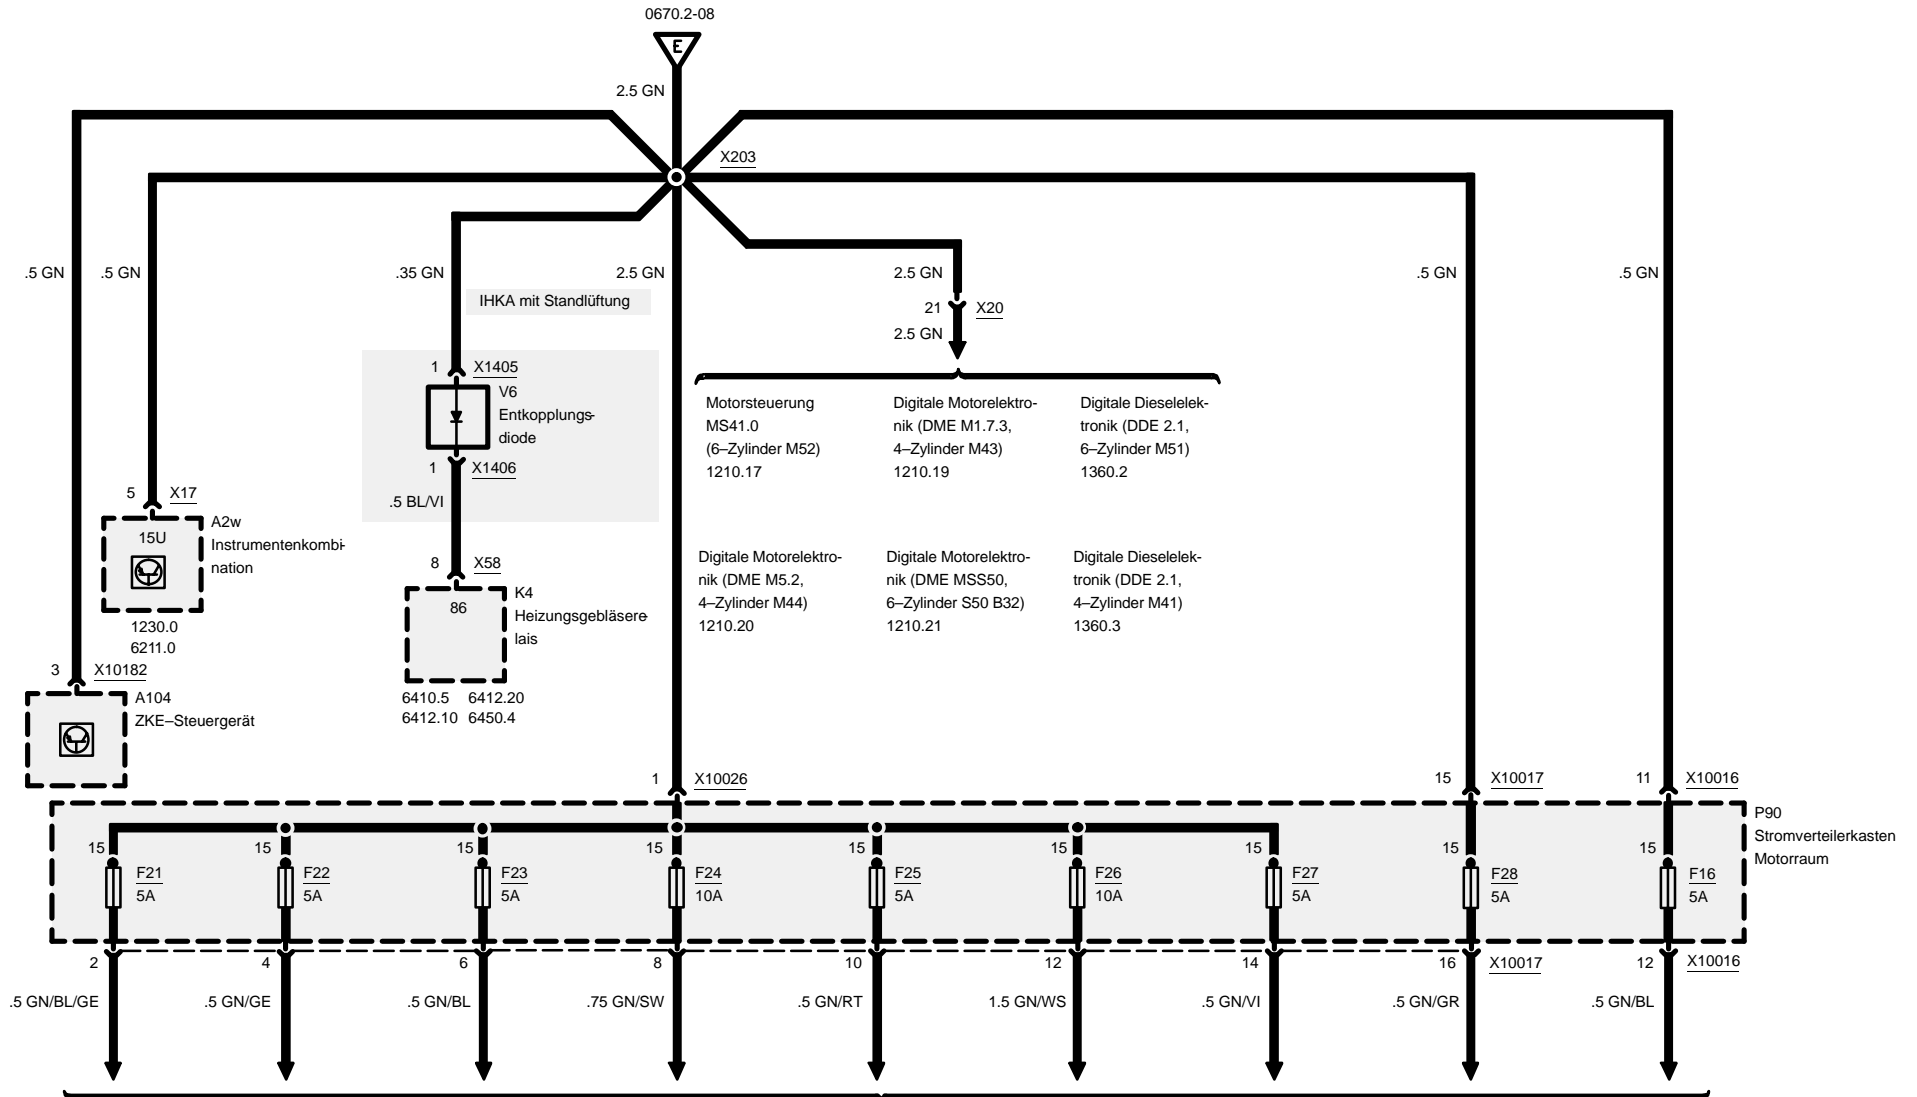 0670.2-08
E
2.5 GN
X203
.5 GN
.5 GN
.35 GN
2.5 GN
2.5 GN
.5 GN
.5 GN
IHKA mit Standlüftung
21
X20
2.5 GN
1
X1405
V6
Entkopplungs-
diode
1
X1406
.5 BL/VI
Motorsteuerung
MS41.0
(6–Zylinder M52)
1210.17
Digitale Motorelektro-
nik (DME M1.7.3,
4–Zylinder M43)
1210.19
Digitale Dieselelek-
tronik (DDE 2.1,
6–Zylinder M51)
1360.2
5
X17
A2w
Instrumentenkombi-
nation
15U
1230.0
6211.0
8
X58
K4
Heizungsgebläsere-
lais
86
6410.5
6412.20
6412.10
6450.4
Digitale Motorelektro-
nik (DME M5.2,
4–Zylinder M44)
1210.20
Digitale Motorelektro-
nik (DME MSS50,
6–Zylinder S50 B32)
1210.21
Digitale Dieselelek-
tronik (DDE 2.1,
4–Zylinder M41)
1360.3
3
X10182
A104
ZKE–Steuergerät
1
X10026
15
X10017
11
X10016
P90
Stromverteilerkasten
Motorraum
15
15
15
15
15
15
15
15
15
F21
5A
F22
5A
F23
5A
F24
10A
F25
5A
F26
10A
F27
5A
F28
5A
F16
5A
2
4
6
8
10
12
14
16
X10017
12
X10016
.5 GN/BL/GE
.5 GN/GE
.5 GN/BL
.75 GN/SW
.5 GN/RT
1.5 GN/WS
.5 GN/VI
.5 GN/GR
.5 GN/BL